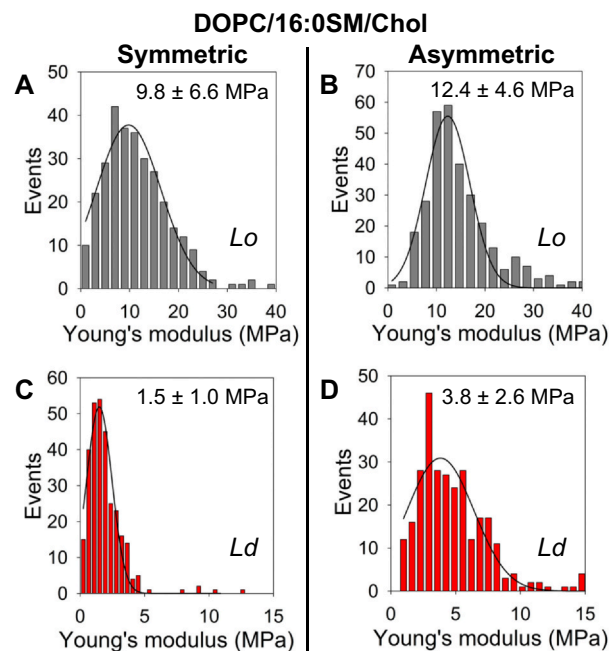 DOPC/16:0SM/Chol
Symmetric
Asymmetric
A
50
40
30
20
10
0
Events
9.8 ± 6.6 MPa
Lo
0 10 20 30 40
Young's modulus (MPa)
B
70
60
50
40
30
20
10
0
Events
12.4 ± 4.6 MPa
Lo
0 10 20 30 40
Young's modulus (MPa)
C
60
50
40
30
20
10
0
Events
1.5 ± 1.0 MPa
Ld
0 5 10 15
Young's modulus (MPa)
D
50
40
30
20
10
0
Events
3.8 ± 2.6 MPa
Ld
0 5 10 15
Young's modulus (MPa)